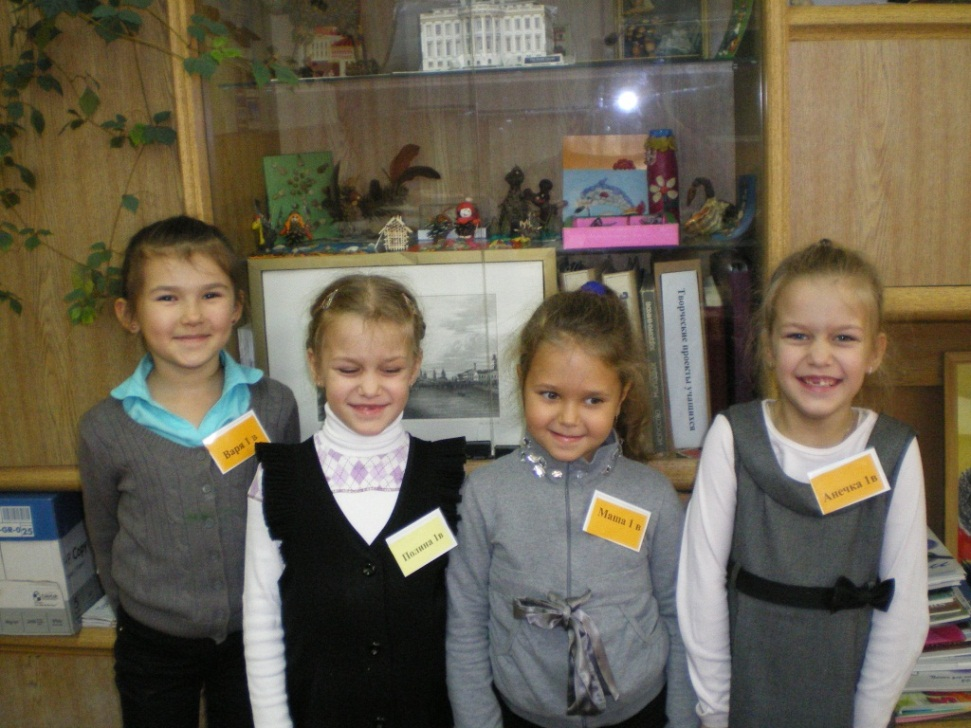 Творческие проекты учащихся
Варя 1 а
Полина 1в
Маша 1 в
Анечка 1в